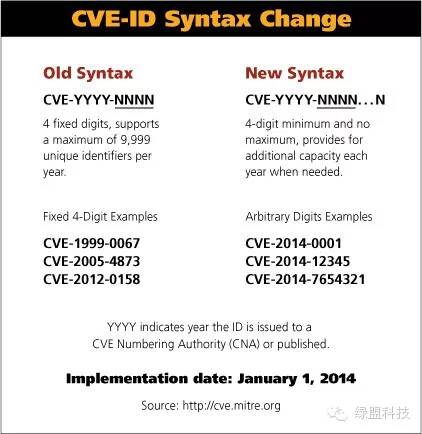 CVE-ID Syntax Change
Old Syntax
CVE-YYYY-NNNN
4 fixed digits, supports
a maximum of 9,999
unique identifiers per
year.
Fixed 4-Digit Examples
CVE-1999-0067
CVE-2005-4873
CVE-2012-0158
New Syntax
CVE-YYYY-NNNN...N
4-digit minimum and no
maximum, provides for
additional capacity each
year when needed.
Arbitrary Digits Examples
CVE-2014-0001
CVE-2014-12345
CVE-2014-7654321
YYYY indicates year the ID is issued to a
CVE Numbering Authority (CNA) or published.
Implementation date: January 1, 2014
Source: http://cve.mitre.org
绿盟科技